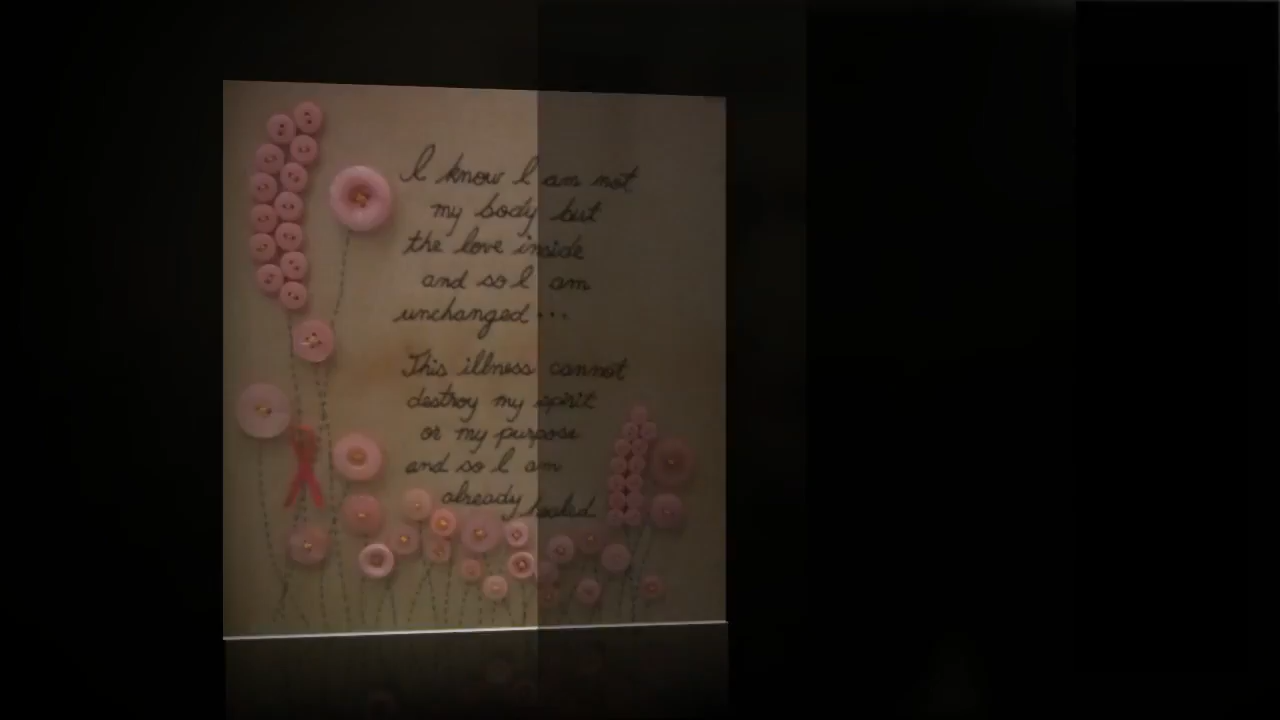 I know I am not
my body but
the love inside
and so I am
unchanged...
This illness cannot
destroy my spirit
or my purpose
and so I am
already healed